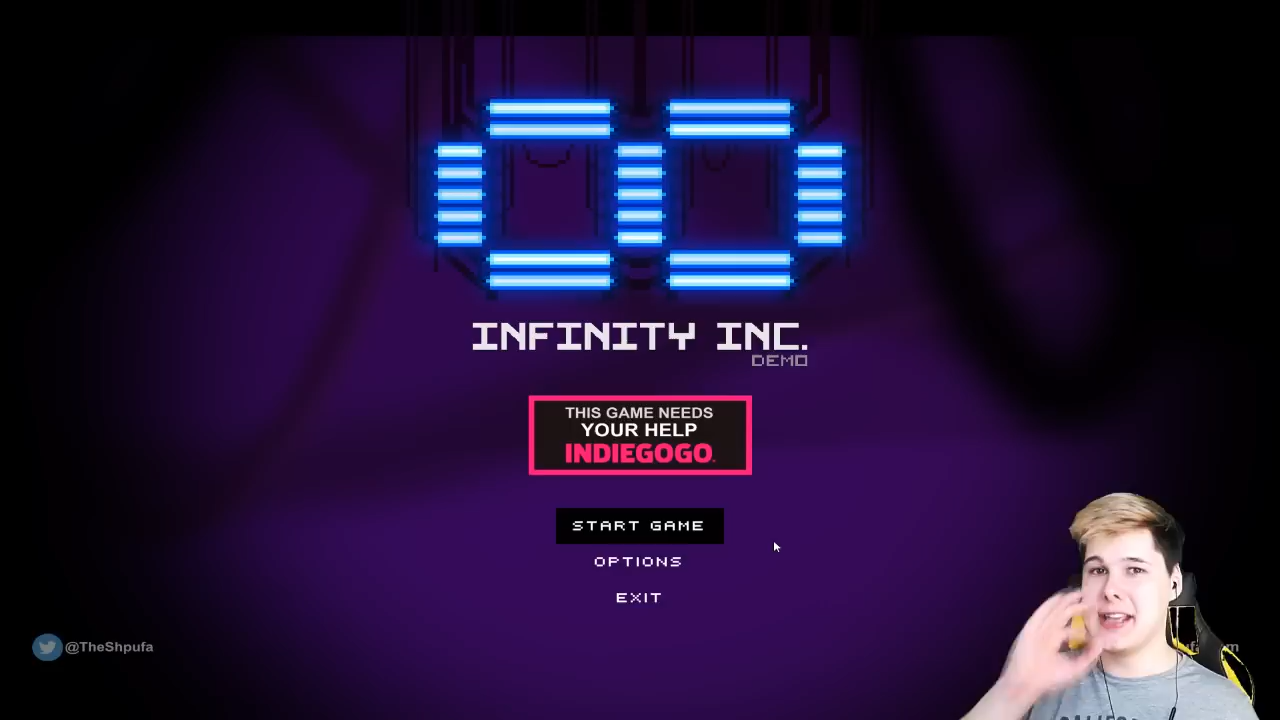 INFINITY INC.
DEMO
THIS GAME NEEDS
YOUR HELP
INDIEGOGO.
START GAME
OPTIONS
EXIT
@TheShpufa